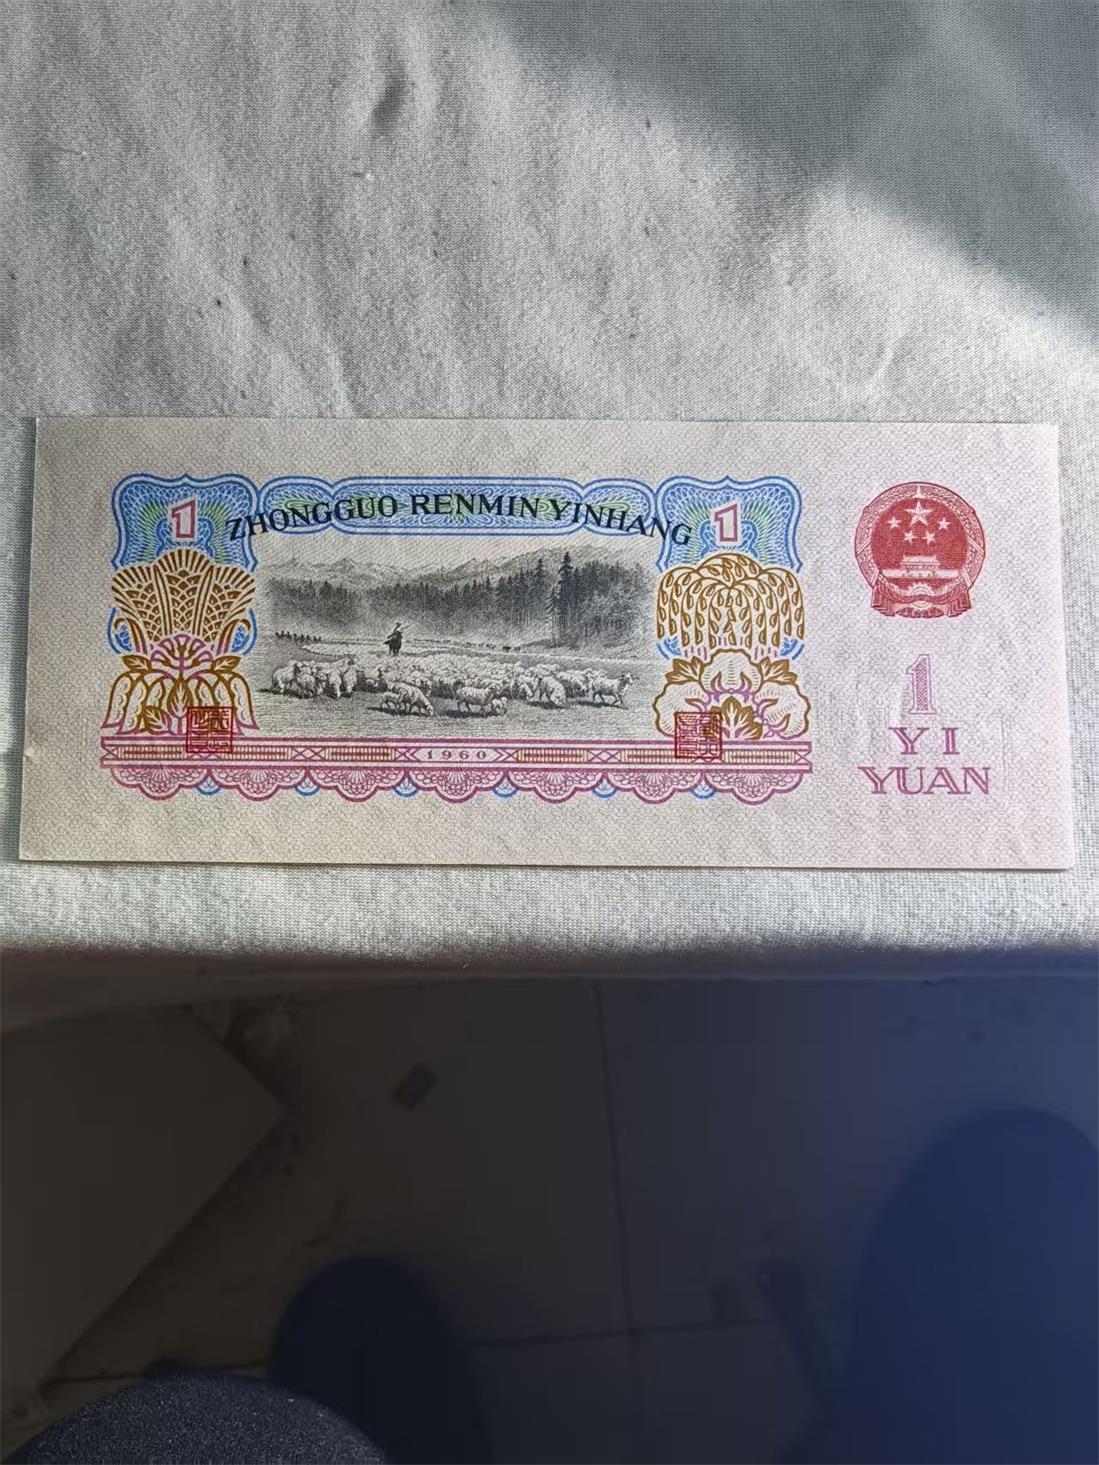 1
ZHONGGUO RENMIN YINHANG
1
1960
1
YI
YUAN